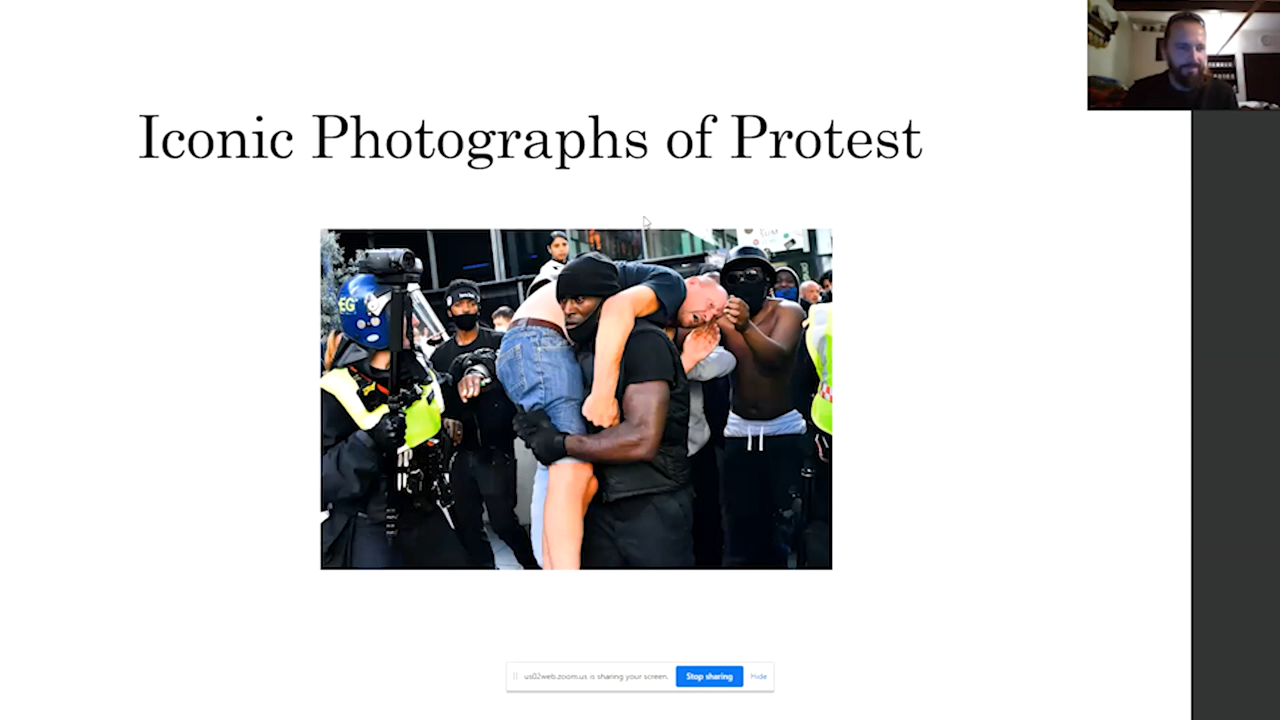 Iconic Photographs of Protest
EG
us02web.zoom.us is sharing your screen.
Stop sharing
Hide